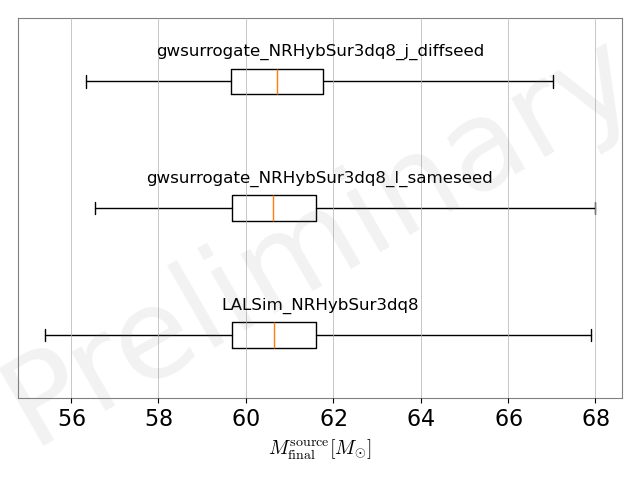 gwsurrogate_NRHybSur3dq8_j_diffseed
gwsurrogate_NRHybSur3dq8_l_sameseed
LALSim_NRHybSur3dq8
Preliminary
56 58 60 62 64 66 68
M_final^source [M_⊙]